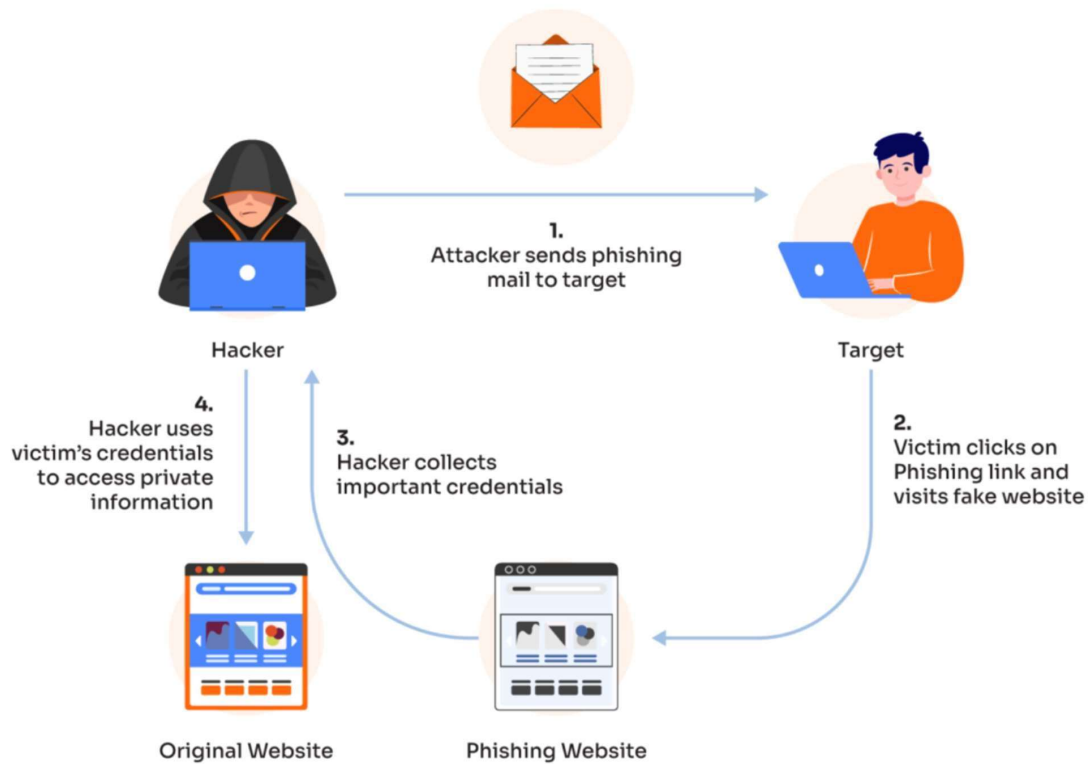 1.
Attacker sends phishing
mail to target
Hacker
Target
4.
Hacker uses
victim's credentials
to access private
information
3.
Hacker collects
important credentials
2.
Victim clicks on
Phishing link and
visits fake website
Original Website
Phishing Website